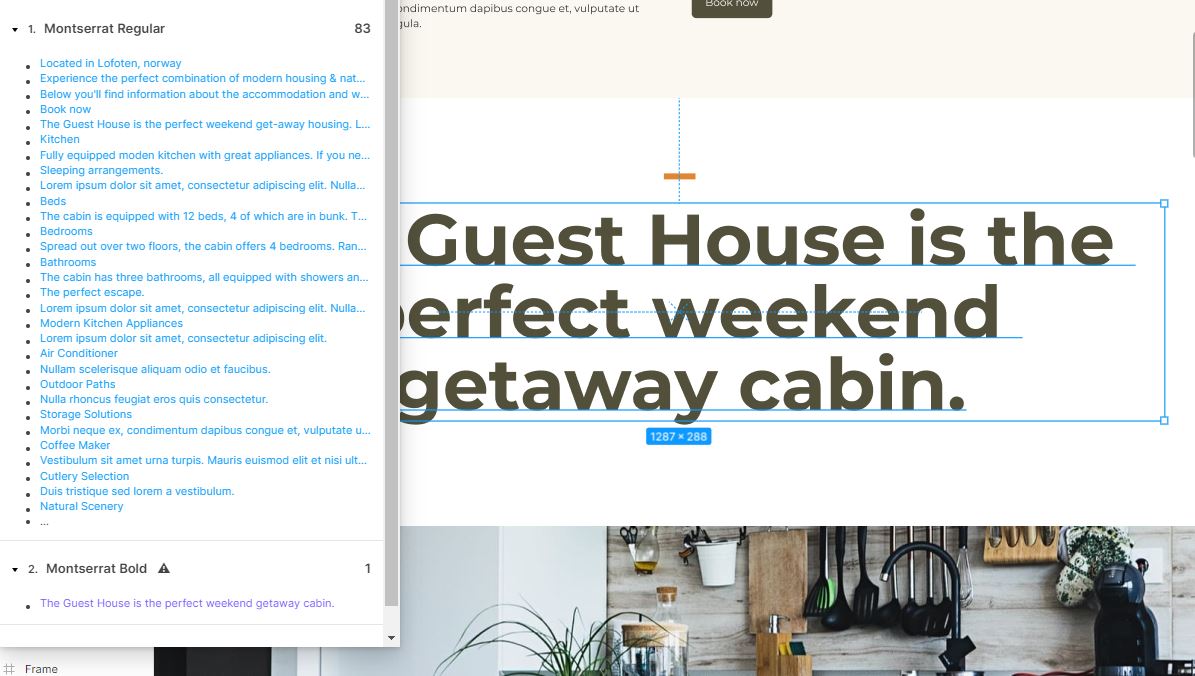 1. Montserrat Regular 83
Located in Lofoten, norway
Experience the perfect combination of modern housing & nat...
Below you'll find information about the accommodation and w...
Book now
The Guest House is the perfect weekend get-away housing. L...
Kitchen
Fully equipped moden kitchen with great appliances. If you ne...
Sleeping arrangements.
Lorem ipsum dolor sit amet, consectetur adipiscing elit. Nulla...
Beds
The cabin is equipped with 12 beds, 4 of which are in bunk. T...
Bedrooms
Spread out over two floors, the cabin offers 4 bedrooms. Ran...
Bathrooms
The cabin has three bathrooms, all equipped with showers an...
The perfect escape.
Lorem ipsum dolor sit amet, consectetur adipiscing elit. Nulla...
Modern Kitchen Appliances
Lorem ipsum dolor sit amet, consectetur adipiscing elit.
Air Conditioner
Nullam scelerisque aliquam odio et faucibus.
Outdoor Paths
Nulla rhoncus feugiat eros quis consectetur.
Storage Solutions
Morbi neque ex, condimentum dapibus congue et, vulputate u...
Coffee Maker
Vestibulum sit amet urna turpis. Mauris euismod elit et nisi ult...
Cutlery Selection
Duis tristique sed lorem a vestibulum.
Natural Scenery
...
2. Montserrat Bold 1
The Guest House is the perfect weekend getaway cabin.
Frame
ondimentum dapibus congue et, vulputate ut
gula.
Book now
Guest House is the
perfect weekend
getaway cabin.
1287 × 288